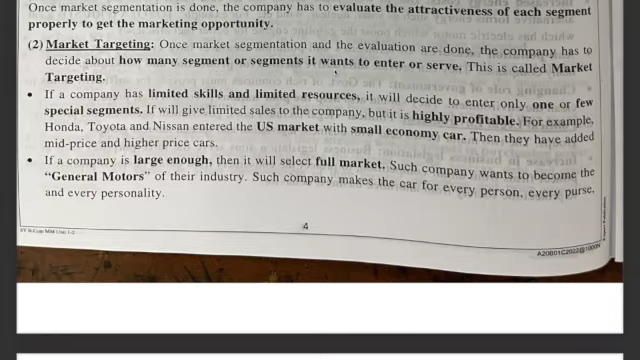 Once market segmentation is done, the company has to evaluate the attractiveness of each segment
properly to get the marketing opportunity.
(2) Market Targeting: Once market segmentation and the evaluation are done, the company has to
decide about how many segment or segments it wants to enter or serve. This is called Market
Targeting.
• If a company has limited skills and limited resources, it will decide to enter only one or few
special segments. If will give limited sales to the company, but it is highly profitable. For example,
Honda, Toyota and Nissan entered the US market with small economy car. Then they have added
mid-price and higher price cars.
• If a company is large enough, then it will select full market. Such company wants to become the
“General Motors” of their industry. Such company makes the car for every person, every purse,
and every personality.
4
A20B01C2022@1000N